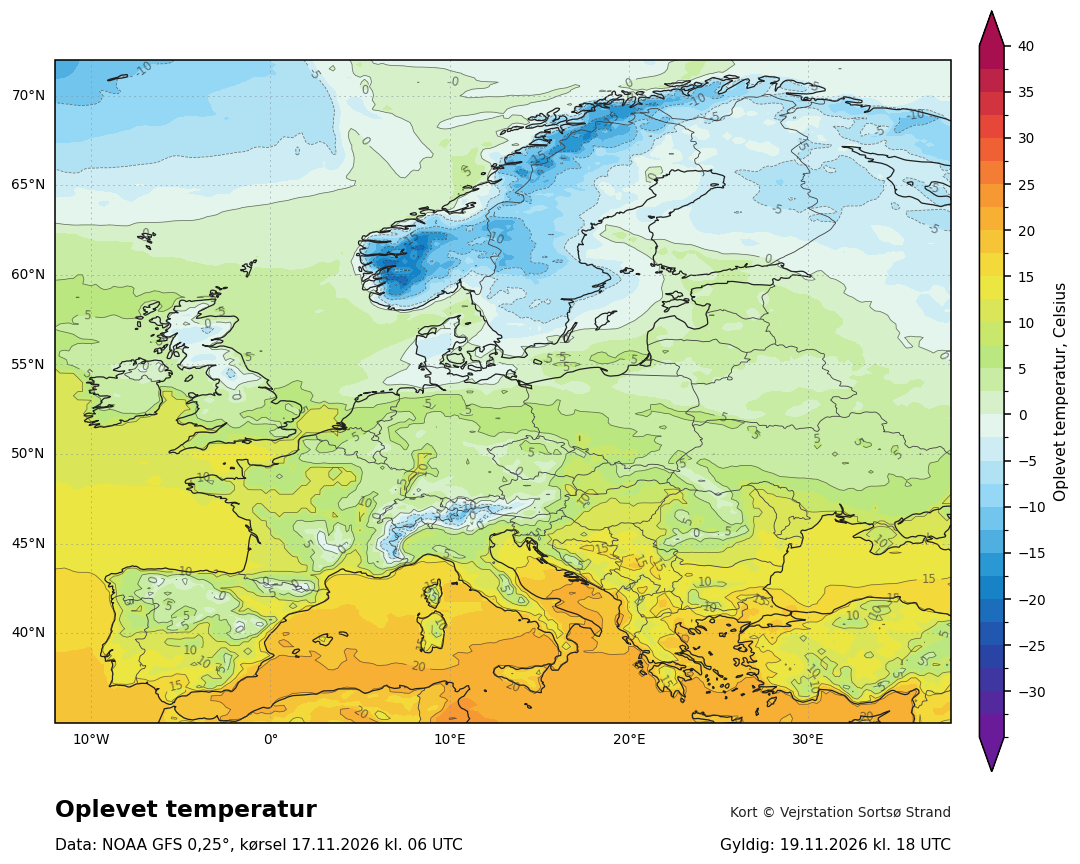 70°N
65°N
60°N
55°N
50°N
45°N
40°N
10°W 0° 10°E 20°E 30°E
40
35
30
25
20
15
10
5
0
−5
−10
−15
−20
−25
−30
Oplevet temperatur, Celsius
Oplevet temperatur
Kort © Vejrstation Sortsø Strand
Data: NOAA GFS 0,25°, kørsel 17.11.2026 kl. 06 UTC
Gyldig: 19.11.2026 kl. 18 UTC